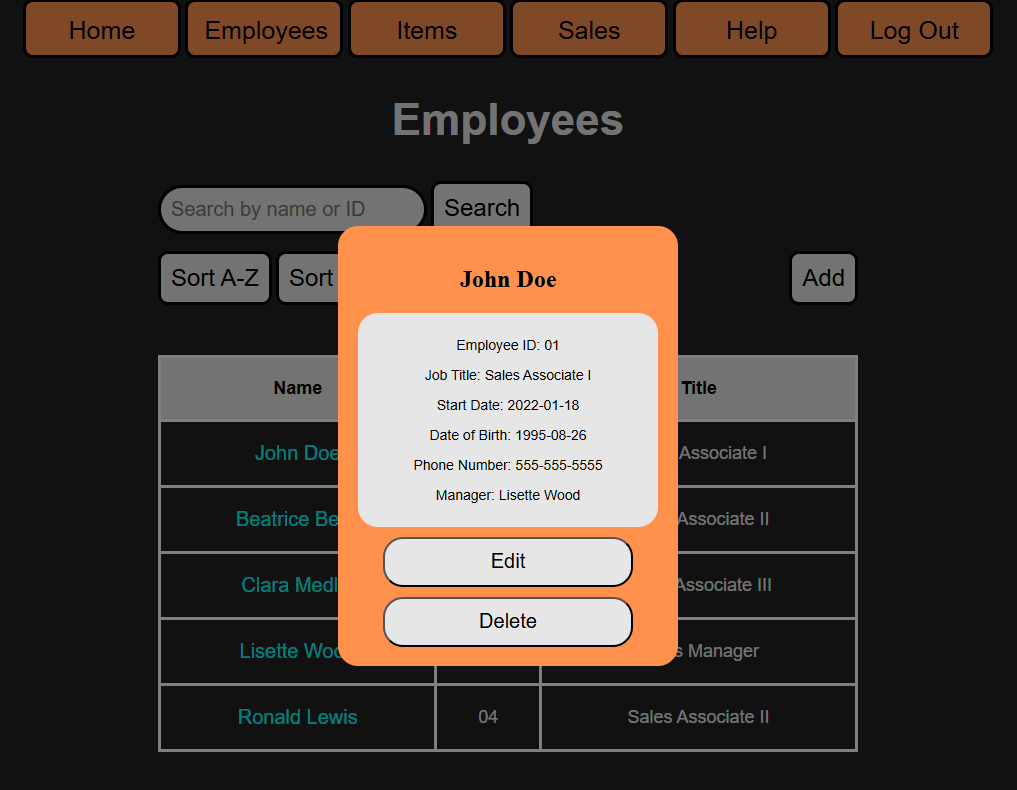 Home Employees Items Sales Help Log Out
Employees
Search by name or ID Search
Sort A-Z Sort Add
John Doe
Employee ID: 01
Job Title: Sales Associate I
Start Date: 2022-01-18
Date of Birth: 1995-08-26
Phone Number: 555-555-5555
Manager: Lisette Wood
Edit
Delete
Name Title
John Doe Associate I
Beatrice Associate II
Clara Associate III
Lisette Manager
Ronald Lewis 04 Sales Associate II